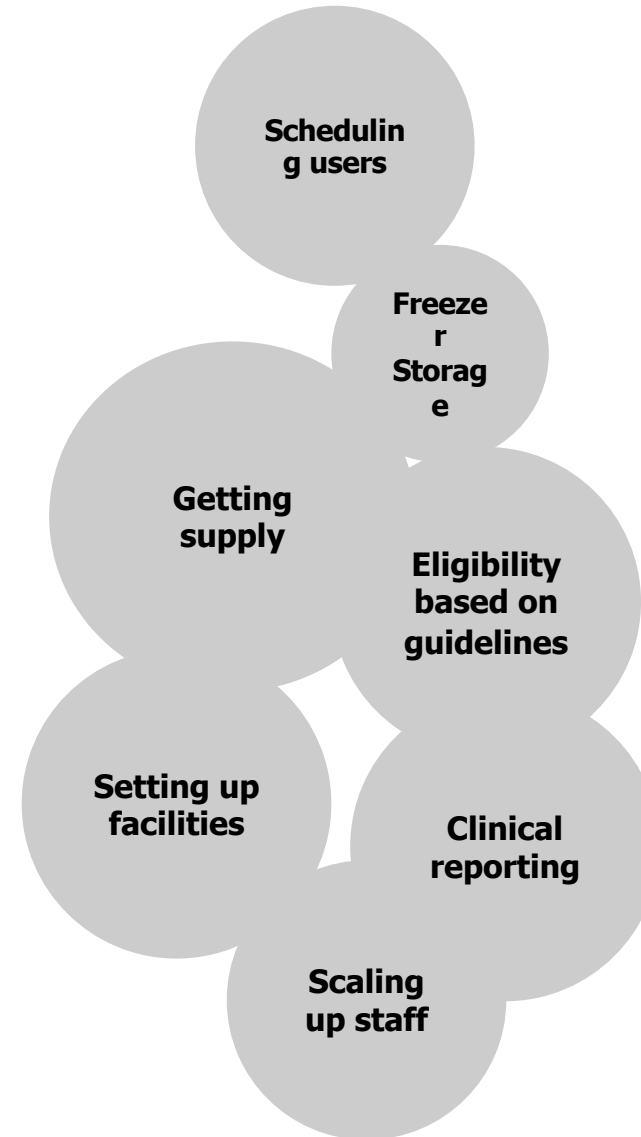 Schedulin
g users
Freeze
r
Storag
e
Getting
supply
Eligibility
based on
guidelines
Setting up
facilities
Clinical
reporting
Scaling
up staff